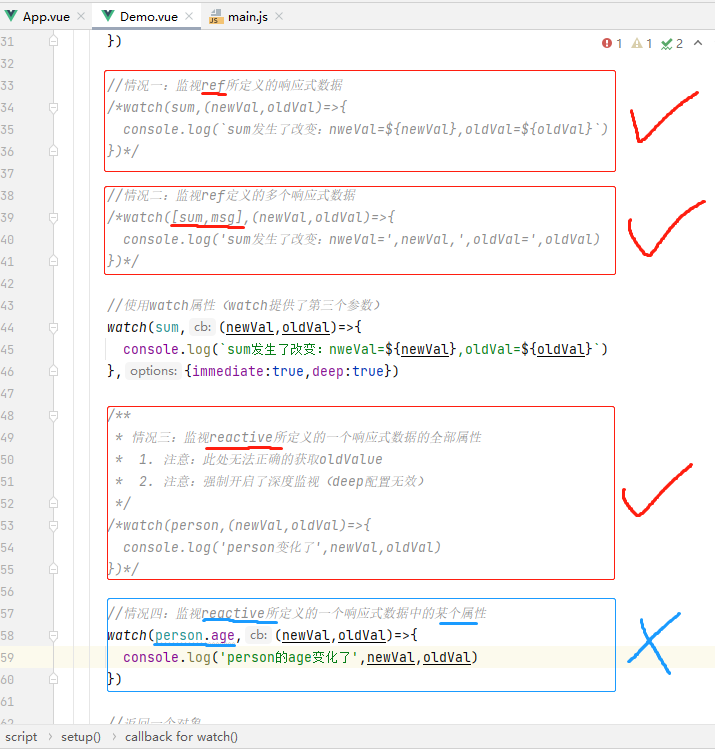 App.vue × Demo.vue × main.js ×
31 })
1 1 2
32
33 //情况一：监视ref所定义的响应式数据
34 /*watch(sum,(newVal,oldVal)=>{
35 console.log(`sum发生了改变：nweVal=${newVal},oldVal=${oldVal}`)
36 })*/
37
38 //情况二：监视ref定义的多个响应式数据
39 /*watch([sum,msg],(newVal,oldVal)=>{
40 console.log('sum发生了改变：nweVal=',newVal,',oldVal=',oldVal)
41 })*/
42
43 //使用watch属性（watch提供了第三个参数）
44 watch(sum, cb: (newVal,oldVal)=>{
45 console.log(`sum发生了改变：nweVal=${newVal},oldVal=${oldVal}`)
46 }, options: {immediate:true,deep:true})
47
48 /**
49 * 情况三：监视reactive所定义的一个响应式数据的全部属性
50 * 1. 注意：此处无法正确的获取oldValue
51 * 2. 注意：强制开启了深度监视（deep配置无效）
52 */
53 /*watch(person,(newVal,oldVal)=>{
54 console.log('person变化了',newVal,oldVal)
55 })*/
56
57 //情况四：监视reactive所定义的一个响应式数据中的某个属性
58 watch(person.age, cb: (newVal,oldVal)=>{
59 console.log('person的age变化了',newVal,oldVal)
60 })
61
62 //返回一个对象
script › setup() › callback for watch()